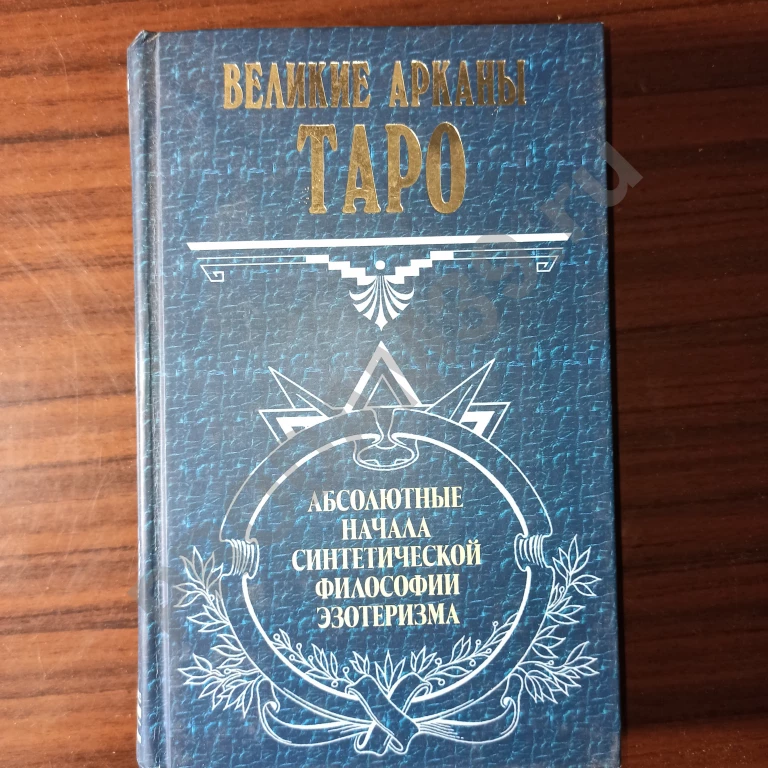 ВЕЛИКИЕ АРКАНЫ
ТАРО
АБСОЛЮТНЫЕ
НАЧАЛА
СИНТЕТИЧЕСКОЙ
ФИЛОСОФИИ
ЭЗОТЕРИЗМА